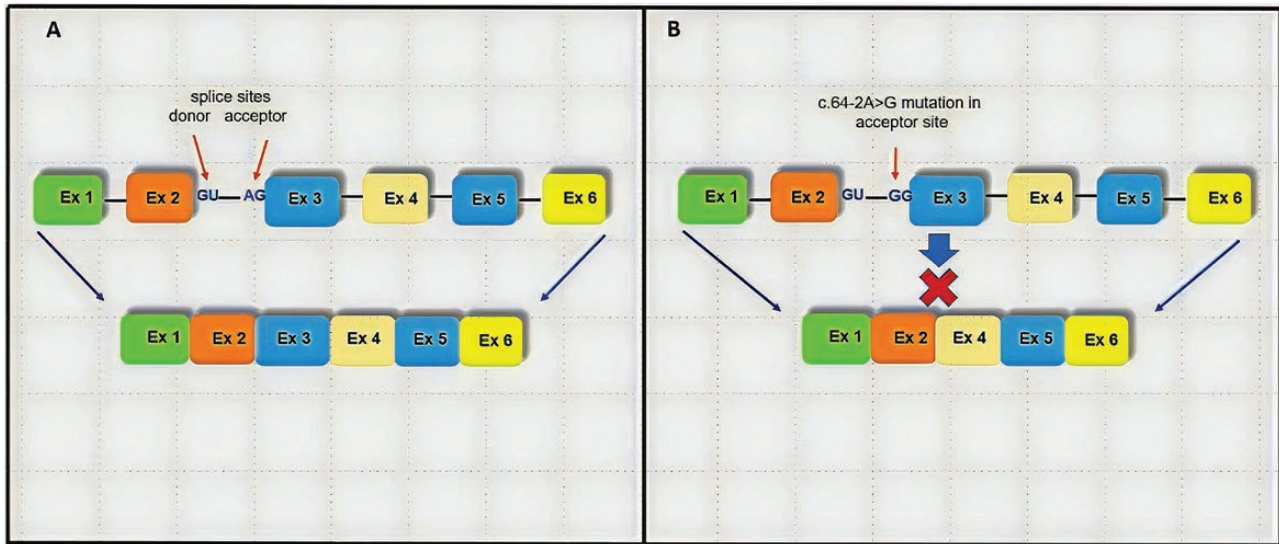 A
splice sites
donor acceptor
Ex 1 Ex 2 GU AG Ex 3 Ex 4 Ex 5 Ex 6
Ex 1 Ex 2 Ex 3 Ex 4 Ex 5 Ex 6
B
c.64-2A>G mutation in
acceptor site
Ex 1 Ex 2 GU GG Ex 3 Ex 4 Ex 5 Ex 6
Ex 1 Ex 2 Ex 4 Ex 5 Ex 6